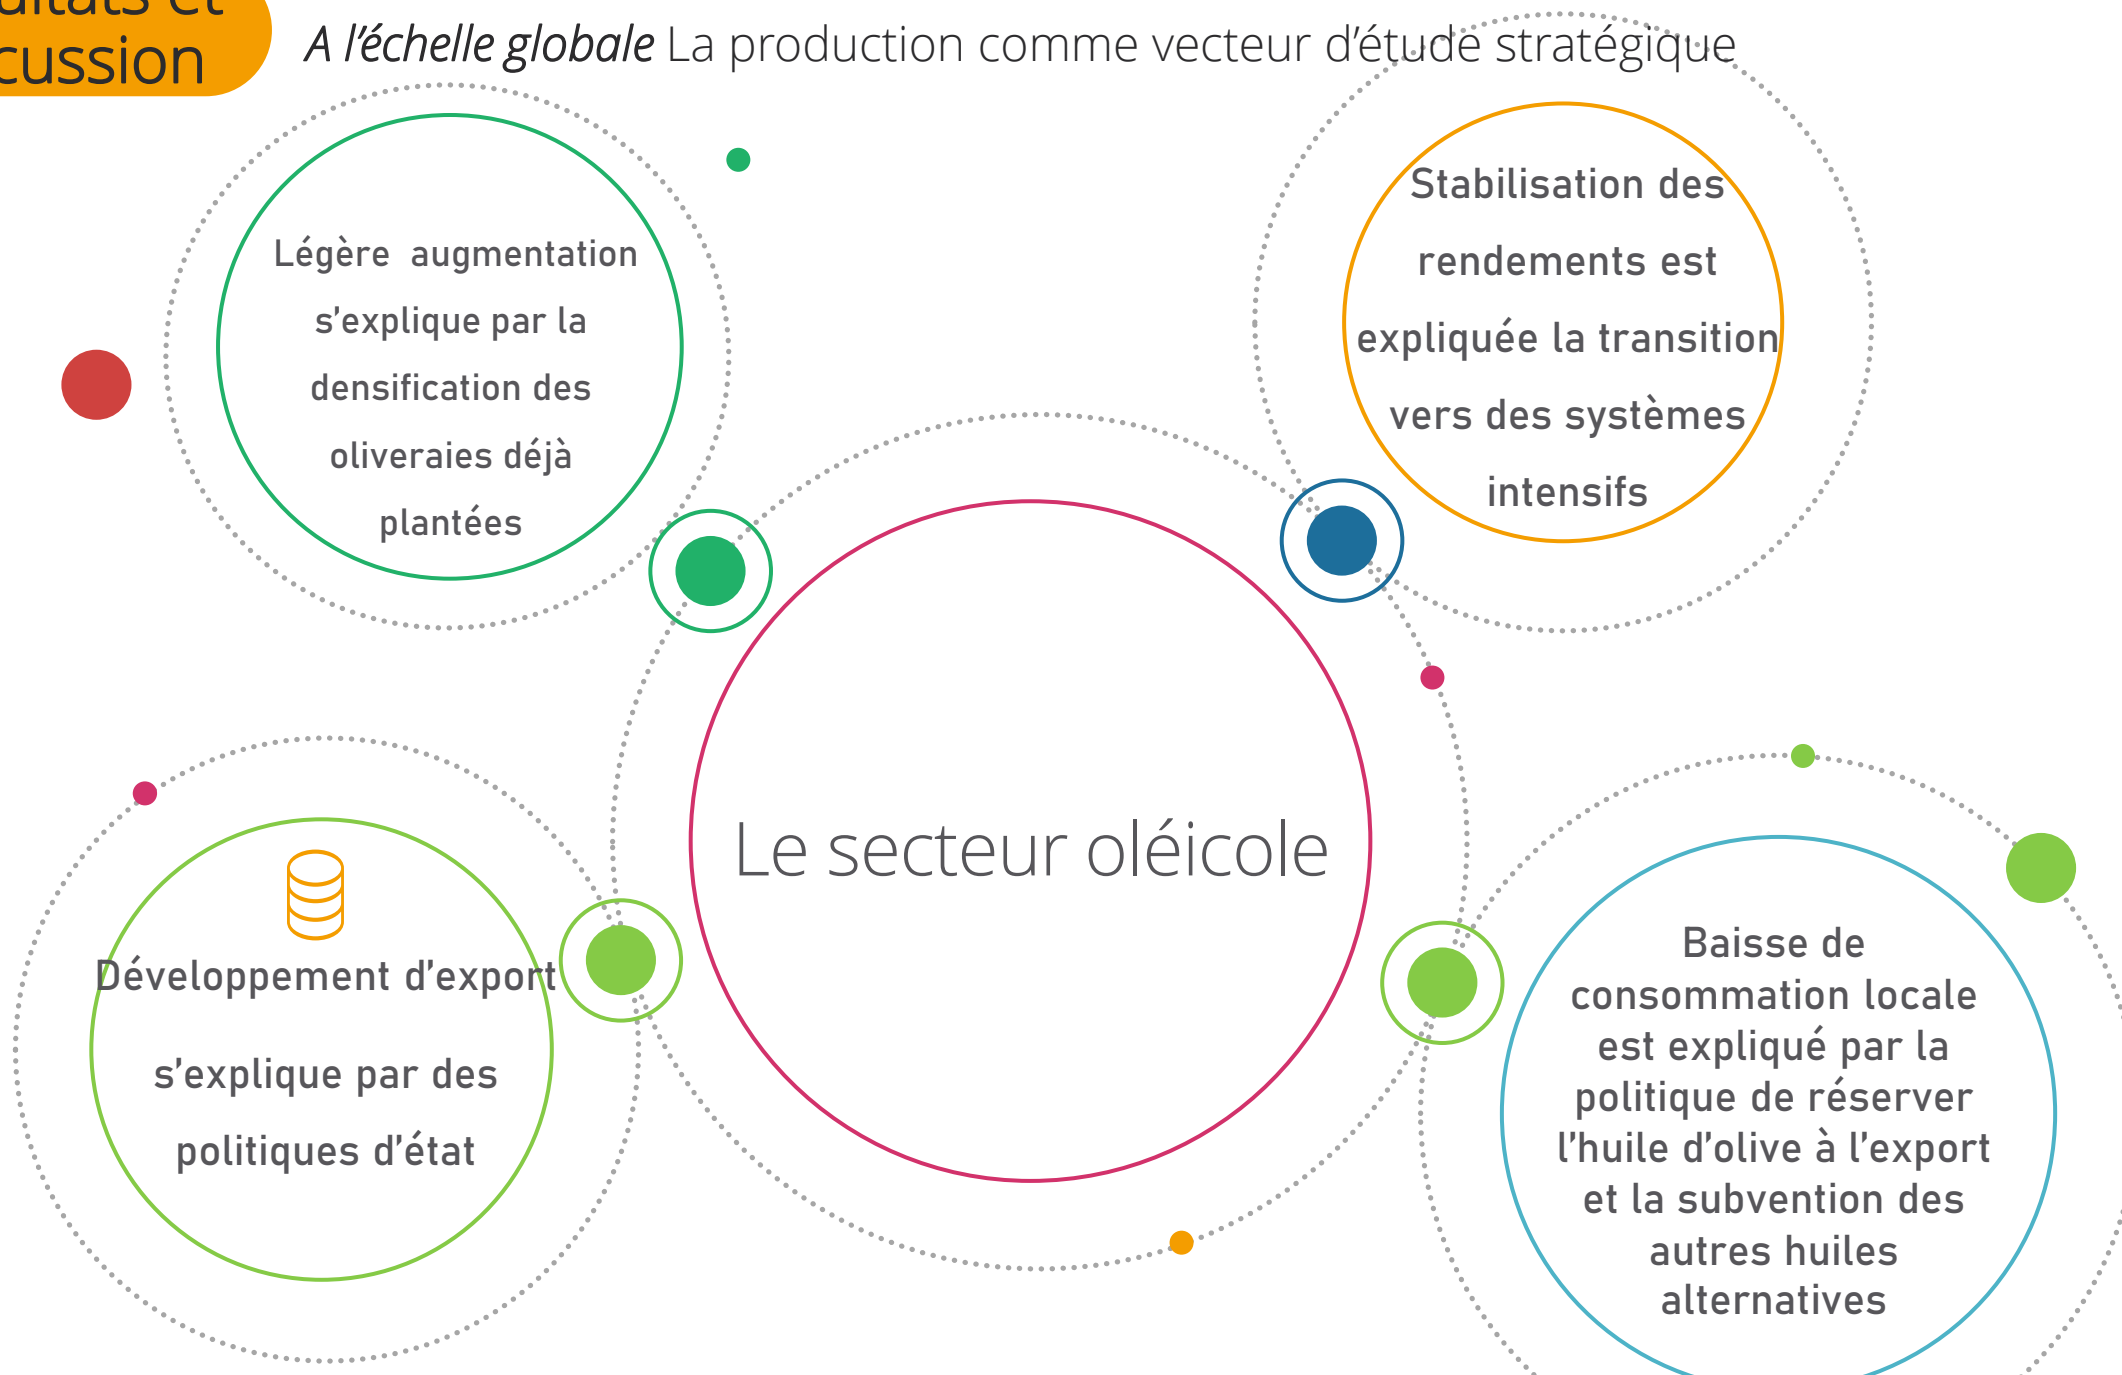 et
A l'échelle globale La production comme vecteur d'étude stratégique
Légère augmentation
s'explique par la
densification des
oliveraies déjà
plantées
Stabilisation des
rendements est
expliquée la transition
vers des systèmes
intensifs
Le secteur oléicole
Développement d'export
s'explique par des
politiques d'état
Baisse de
consommation locale
est expliqué par la
politique de réserver
l'huile d'olive à l'export
et la subvention des
autres huiles
alternatives